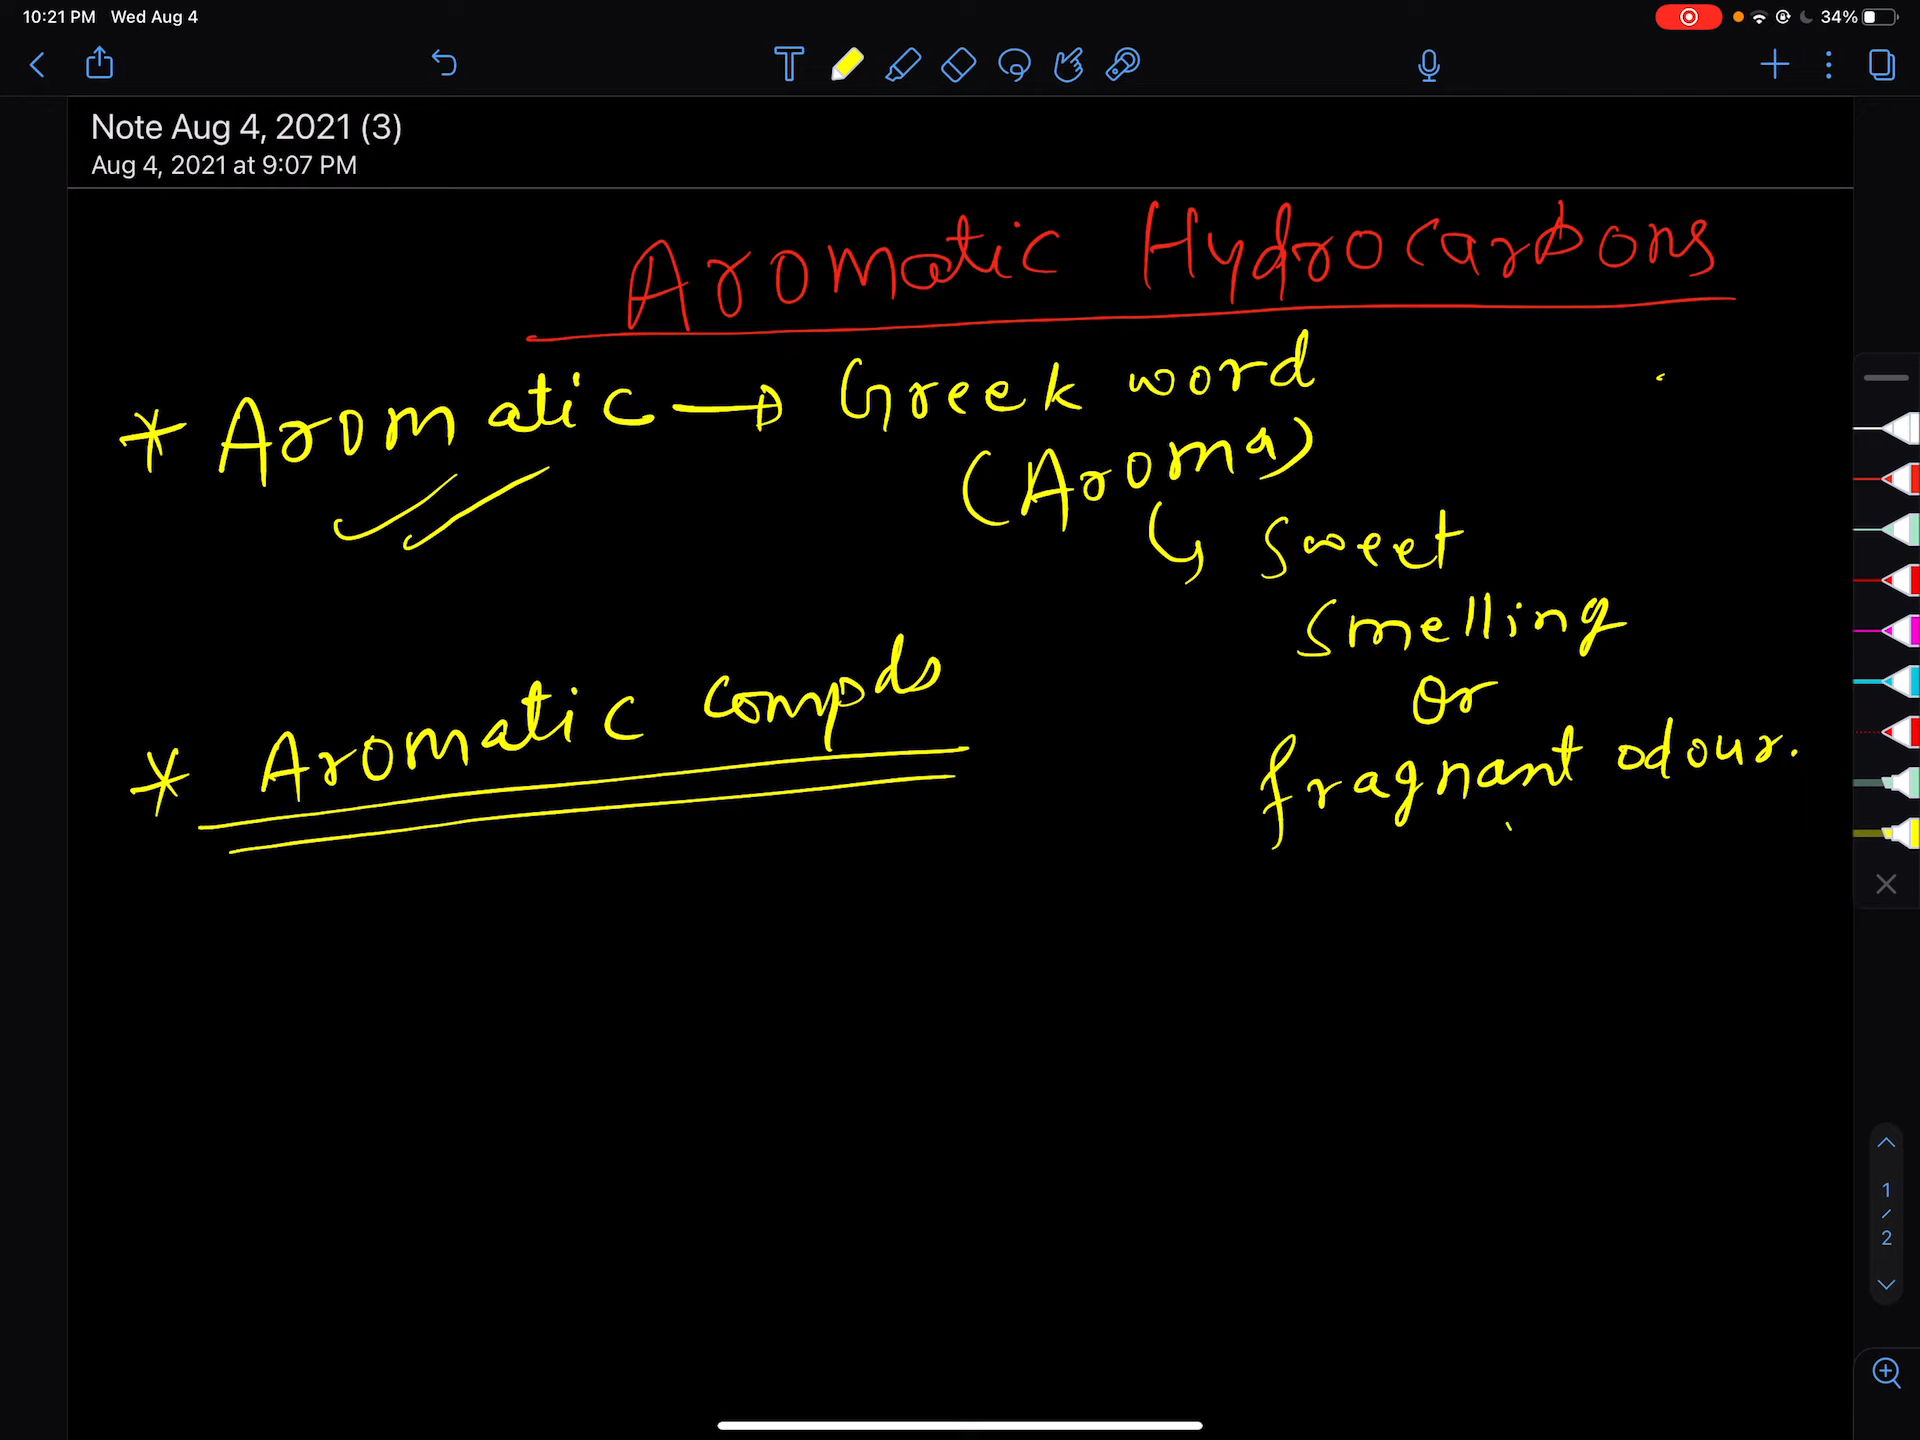 10:21 PM Wed Aug 4
34%
T
Note Aug 4, 2021 (3)
Aug 4, 2021 at 9:07 PM
Aromatic Hydrocarbons
* Aromatic → Greek word
(Aroma)
↳ Sweet
Smelling
Or
fragnant odour.
* Aromatic compds
1
/
2